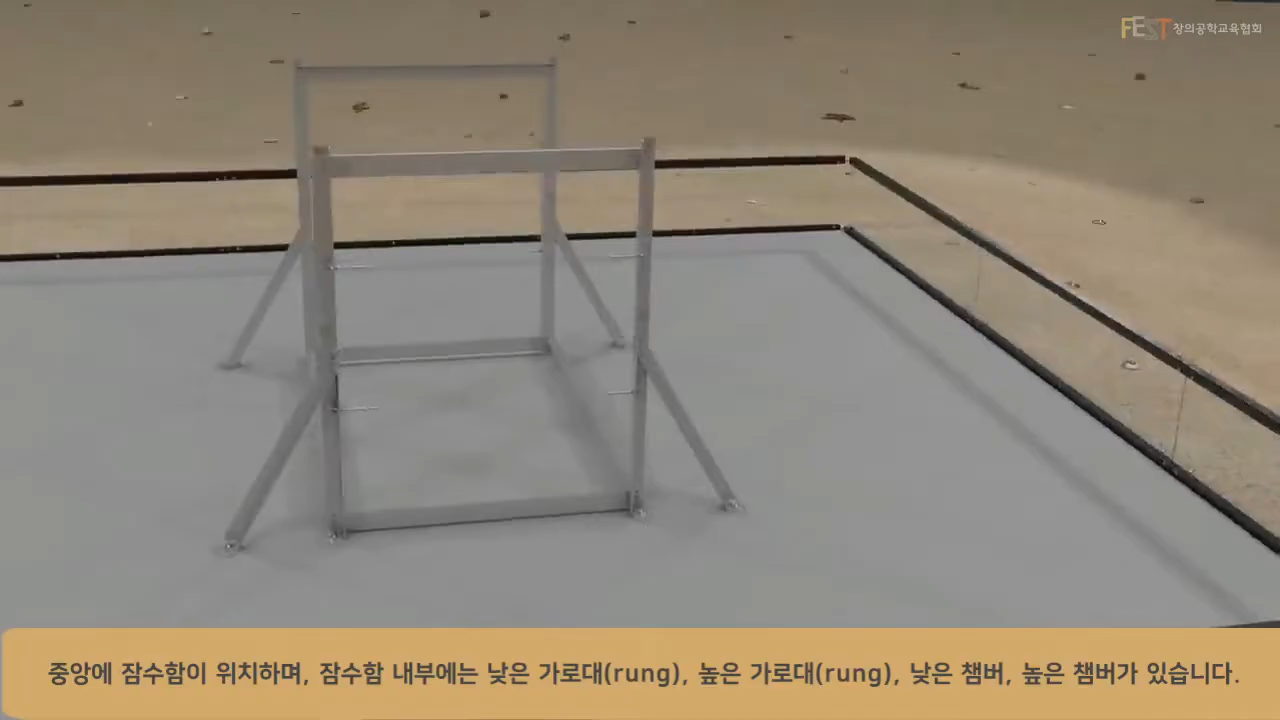 FEST 창의공학교육협회
중앙에 잠수함이 위치하며, 잠수함 내부에는 낮은 가로대(rung), 높은 가로대(rung), 낮은 챔버, 높은 챔버가 있습니다.